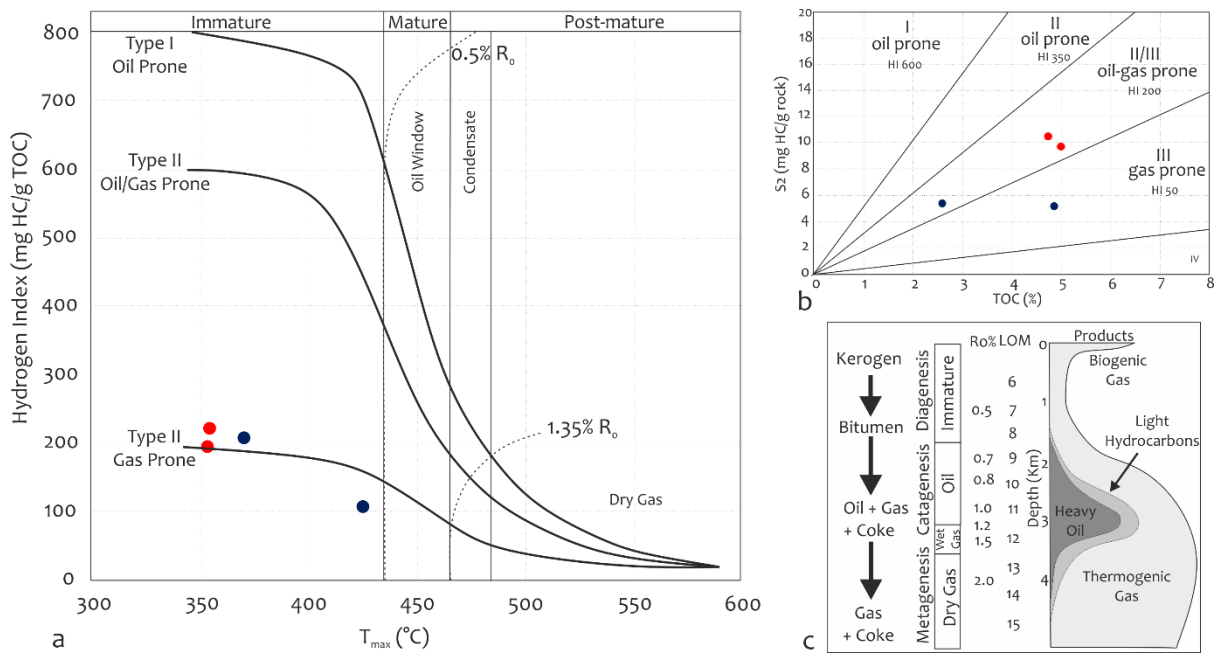 Immature
Mature
Post-mature
800
700
600
500
400
300
200
100
0
Hydrogen Index (mg HC/g TOC)
Type I
Oil Prone
Type II
Oil/Gas Prone
Type II
Gas Prone
0.5% Ro
Oil Window
Condensate
1.35% Ro
Dry Gas
300
350
400
450
500
550
600
Tmax (°C)
a
20
18
16
14
12
10
8
6
4
2
0
S2 (mg HC/g rock)
I
oil prone
HI 600
II
oil prone
HI 350
II/III
oil-gas prone
HI 200
III
gas prone
HI 50
IV
0
1
2
3
4
5
6
7
8
TOC (%)
b
Kerogen
Bitumen
Oil + Gas
+ Coke
Gas
+ Coke
Diagenesis
Catagenesis
Metagenesis
Immature
Oil
Wet
Gas
Dry Gas
Ro%
0.5
0.7
0.8
1.0
1.2
1.5
2.0
LOM
6
7
8
9
10
11
12
13
14
15
0
1
2
3
4
Depth (Km)
Products
Biogenic
Gas
Light
Hydrocarbons
Heavy
Oil
Thermogenic
Gas
c